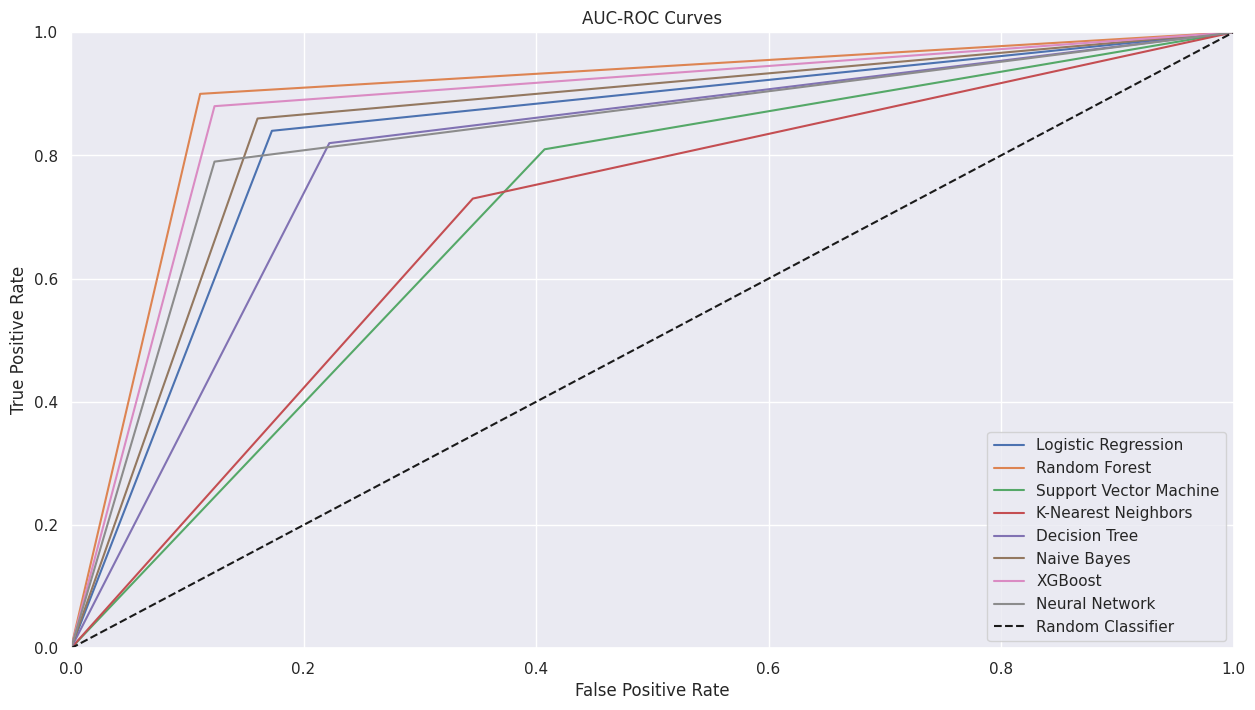 AUC-ROC Curves
1.0
0.8
0.6
0.4
0.2
0.0
True Positive Rate
0.0 0.2 0.4 0.6 0.8 1.0
False Positive Rate
Logistic Regression
Random Forest
Support Vector Machine
K-Nearest Neighbors
Decision Tree
Naive Bayes
XGBoost
Neural Network
Random Classifier